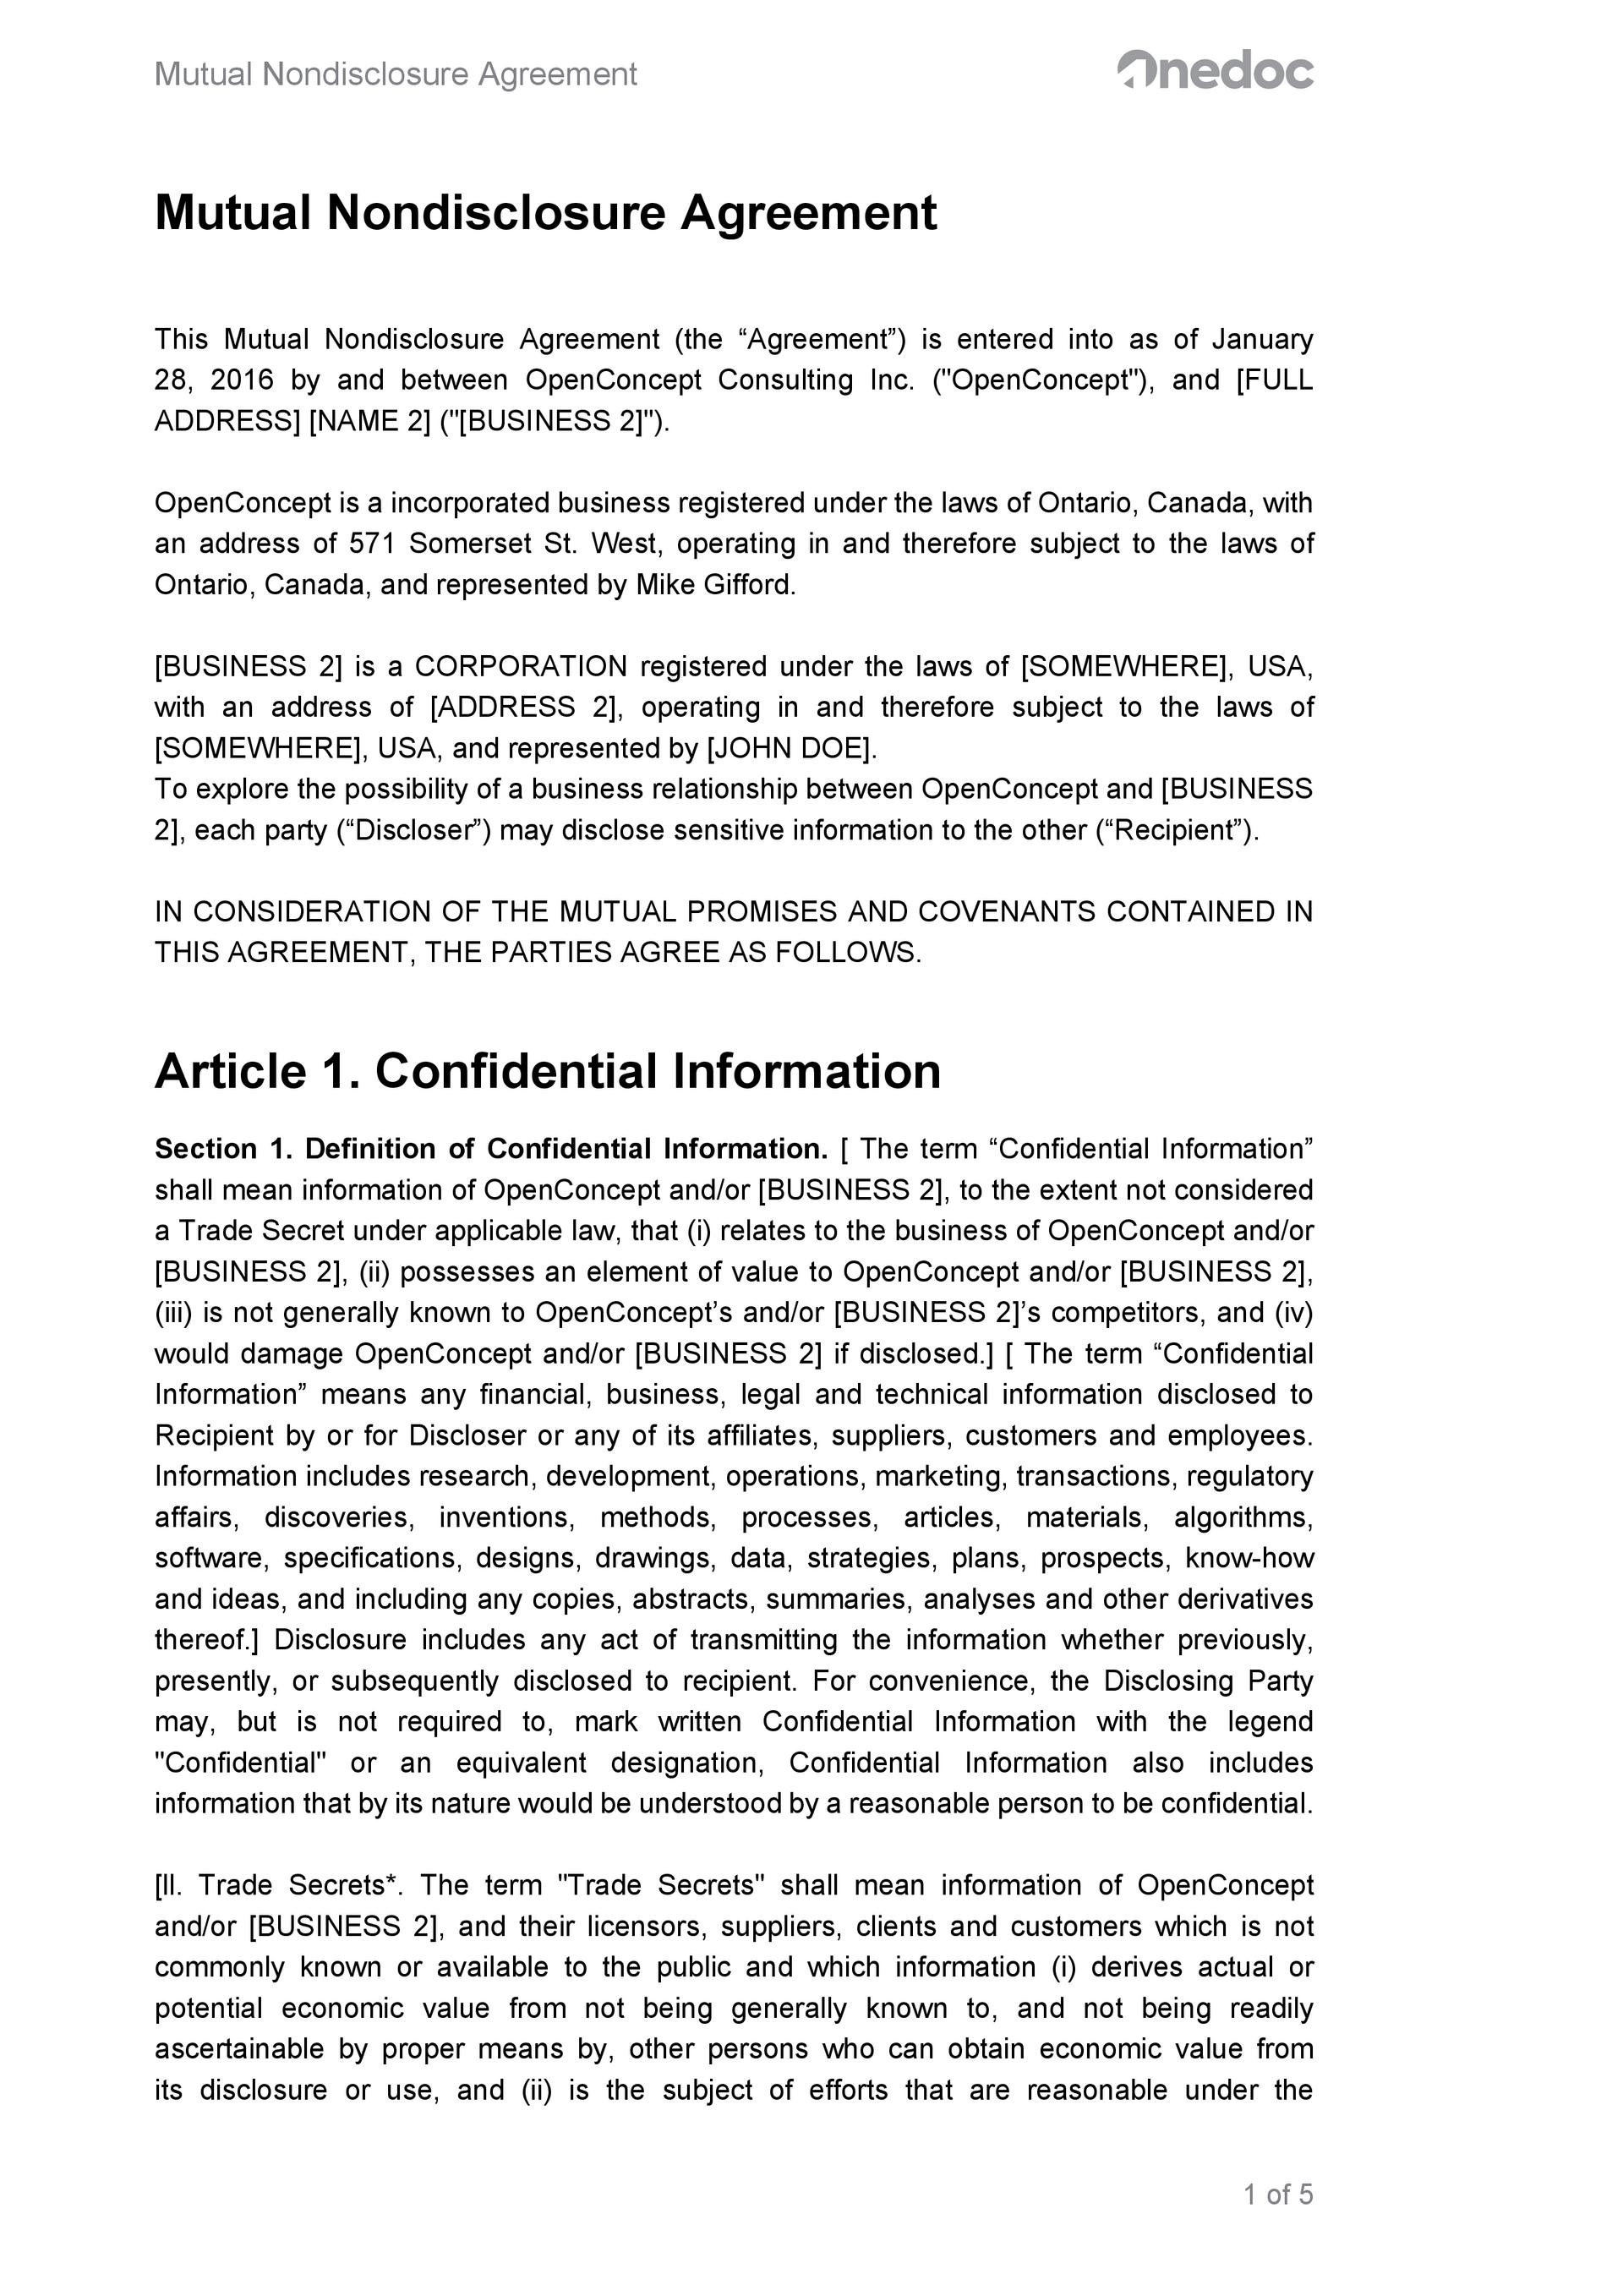 Mutual Nondisclosure Agreement
Onedoc
Mutual Nondisclosure Agreement
This Mutual Nondisclosure Agreement (the “Agreement”) is entered into as of January
28, 2016 by and between OpenConcept Consulting Inc. ("OpenConcept"), and [FULL
ADDRESS] [NAME 2] ("[BUSINESS 2]").
OpenConcept is a incorporated business registered under the laws of Ontario, Canada, with
an address of 571 Somerset St. West, operating in and therefore subject to the laws of
Ontario, Canada, and represented by Mike Gifford.
[BUSINESS 2] is a CORPORATION registered under the laws of [SOMEWHERE], USA,
with an address of [ADDRESS 2], operating in and therefore subject to the laws of
[SOMEWHERE], USA, and represented by [JOHN DOE].
To explore the possibility of a business relationship between OpenConcept and [BUSINESS
2], each party (“Discloser”) may disclose sensitive information to the other (“Recipient”).
IN CONSIDERATION OF THE MUTUAL PROMISES AND COVENANTS CONTAINED IN
THIS AGREEMENT, THE PARTIES AGREE AS FOLLOWS.
Article 1. Confidential Information
Section 1. Definition of Confidential Information. [ The term “Confidential Information”
shall mean information of OpenConcept and/or [BUSINESS 2], to the extent not considered
a Trade Secret under applicable law, that (i) relates to the business of OpenConcept and/or
[BUSINESS 2], (ii) possesses an element of value to OpenConcept and/or [BUSINESS 2],
(iii) is not generally known to OpenConcept’s and/or [BUSINESS 2]’s competitors, and (iv)
would damage OpenConcept and/or [BUSINESS 2] if disclosed.] [ The term “Confidential
Information” means any financial, business, legal and technical information disclosed to
Recipient by or for Discloser or any of its affiliates, suppliers, customers and employees.
Information includes research, development, operations, marketing, transactions, regulatory
affairs, discoveries, inventions, methods, processes, articles, materials, algorithms,
software, specifications, designs, drawings, data, strategies, plans, prospects, know-how
and ideas, and including any copies, abstracts, summaries, analyses and other derivatives
thereof.] Disclosure includes any act of transmitting the information whether previously,
presently, or subsequently disclosed to recipient. For convenience, the Disclosing Party
may, but is not required to, mark written Confidential Information with the legend
"Confidential" or an equivalent designation, Confidential Information also includes
information that by its nature would be understood by a reasonable person to be confidential.
[II. Trade Secrets*. The term "Trade Secrets" shall mean information of OpenConcept
and/or [BUSINESS 2], and their licensors, suppliers, clients and customers which is not
commonly known or available to the public and which information (i) derives actual or
potential economic value from not being generally known to, and not being readily
ascertainable by proper means by, other persons who can obtain economic value from
its disclosure or use, and (ii) is the subject of efforts that are reasonable under the
1 of 5